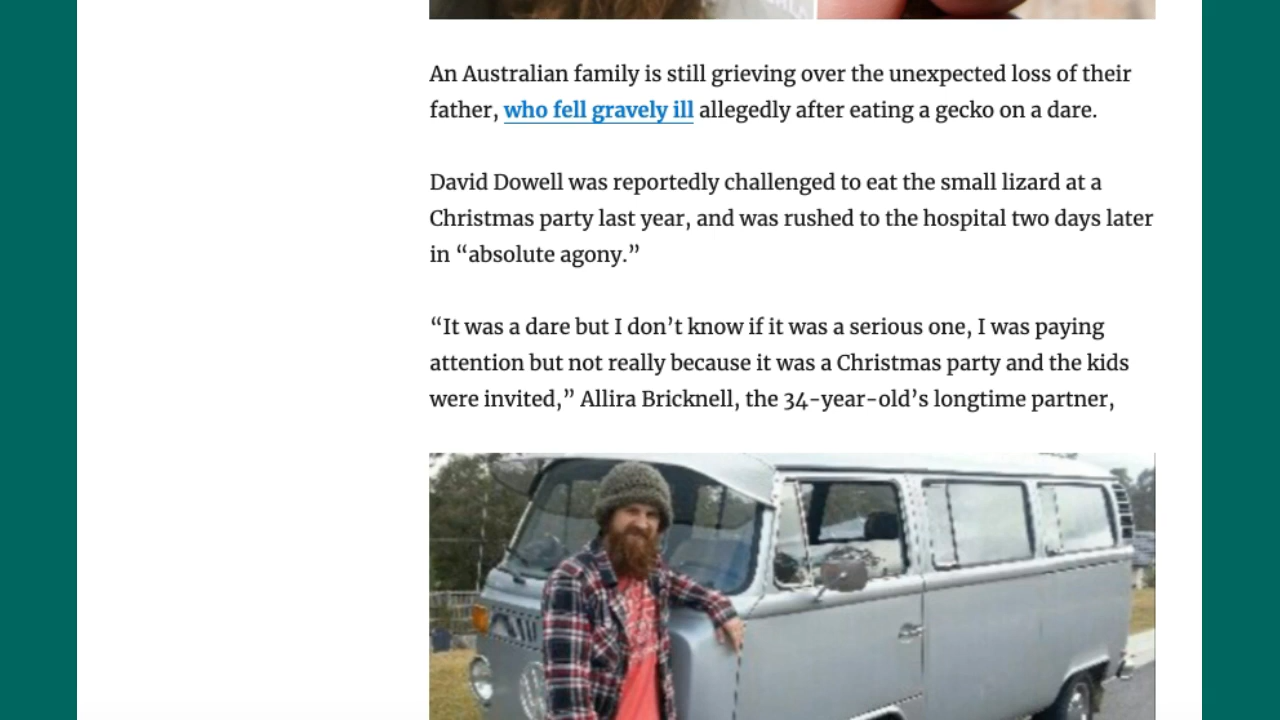 An Australian family is still grieving over the unexpected loss of their
father, who fell gravely ill allegedly after eating a gecko on a dare.
David Dowell was reportedly challenged to eat the small lizard at a
Christmas party last year, and was rushed to the hospital two days later
in “absolute agony.”
“It was a dare but I don’t know if it was a serious one, I was paying
attention but not really because it was a Christmas party and the kids
were invited,” Allira Bricknell, the 34-year-old’s longtime partner,